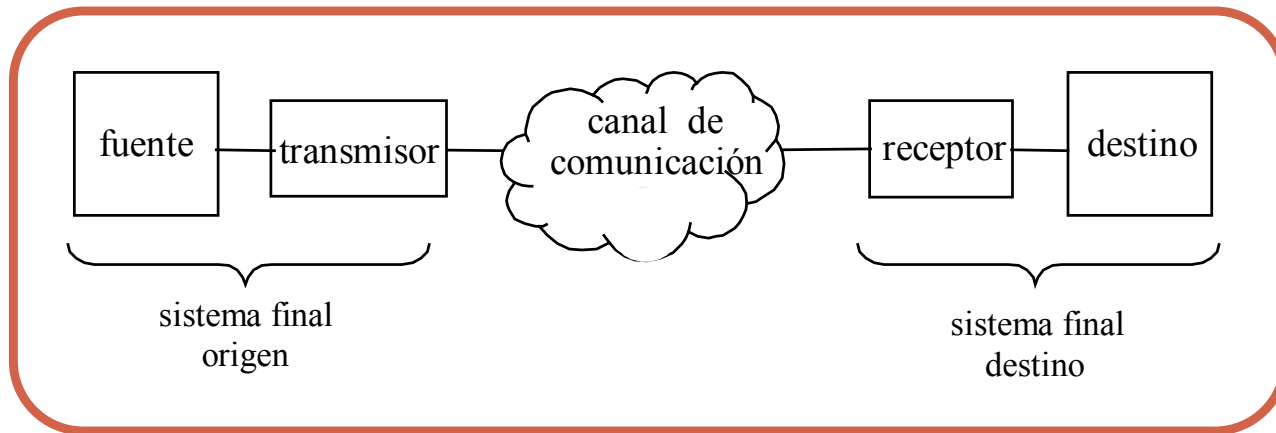 fuente
transmisor
canal de
comunicación
receptor
destino
sistema final
origen
sistema final
destino